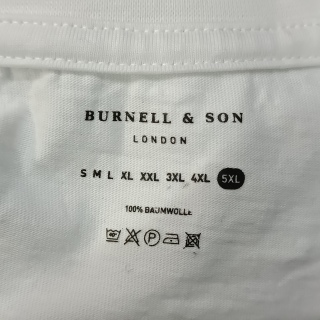 BURNELL & SON
LONDON
S M L XL XXL 3XL 4XL 5XL
100% BAUMWOLLE